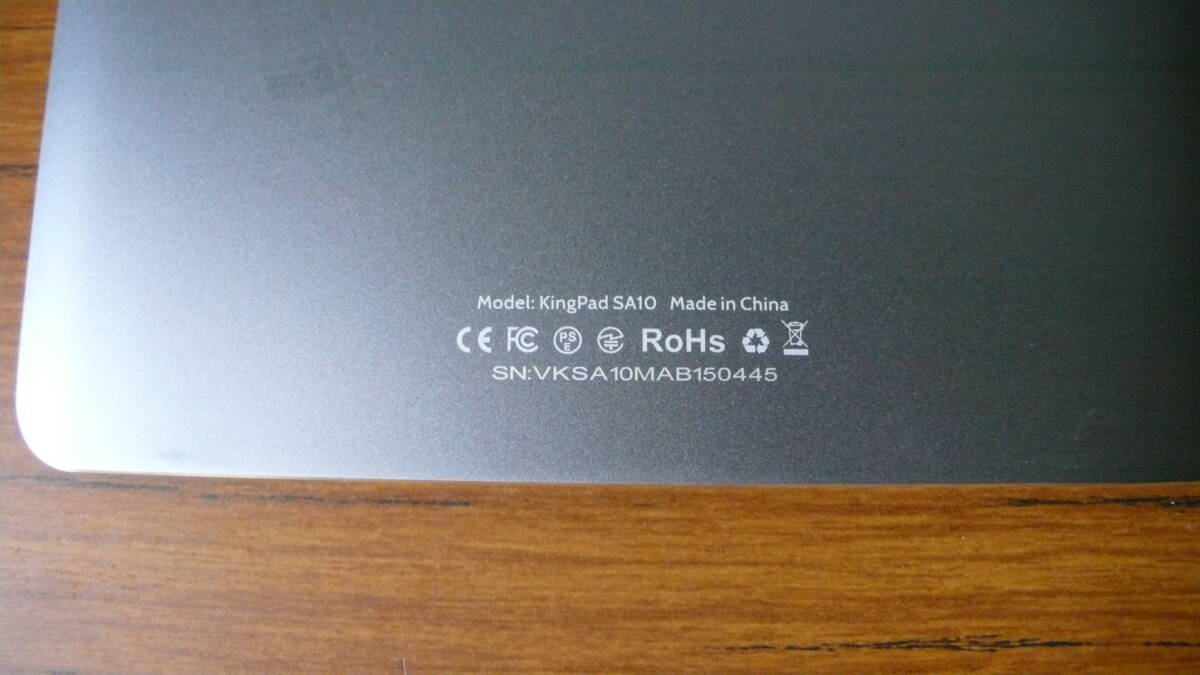 Model: KingPad SA10 Made in China
CE FC PSE RoHs
SN:VKSA10MAB150445